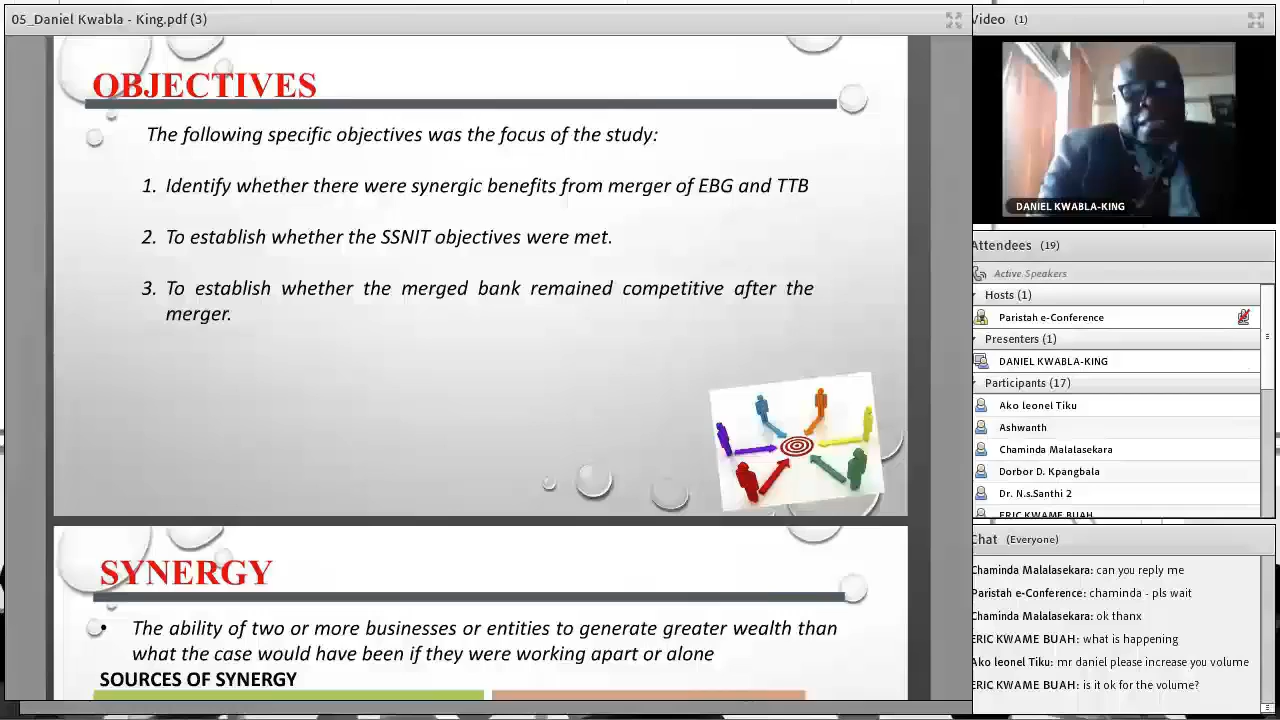 05_Daniel Kwabla - King.pdf (3)
OBJECTIVES
The following specific objectives was the focus of the study:
1. Identify whether there were synergic benefits from merger of EBG and TTB
2. To establish whether the SSNIT objectives were met.
3. To establish whether the merged bank remained competitive after the
merger.
SYNERGY
• The ability of two or more businesses or entities to generate greater wealth than
what the case would have been if they were working apart or alone
SOURCES OF SYNERGY
Video (1)
DANIEL KWABLA-KING
Attendees (19)
Active Speakers
Hosts (1)
Paristah e-Conference
Presenters (1)
DANIEL KWABLA-KING
Participants (17)
Ako leonel Tiku
Ashwanth
Chaminda Malalasekara
Dorbor D. Kpangbala
Dr. N.s.Santhi 2
ERIC KWAME BUAH
Chat (Everyone)
Chaminda Malalasekara: can you reply me
Paristah e-Conference: chaminda - pls wait
Chaminda Malalasekara: ok thanx
ERIC KWAME BUAH: what is happening
Ako leonel Tiku: mr daniel please increase you volume
ERIC KWAME BUAH: is it ok for the volume?